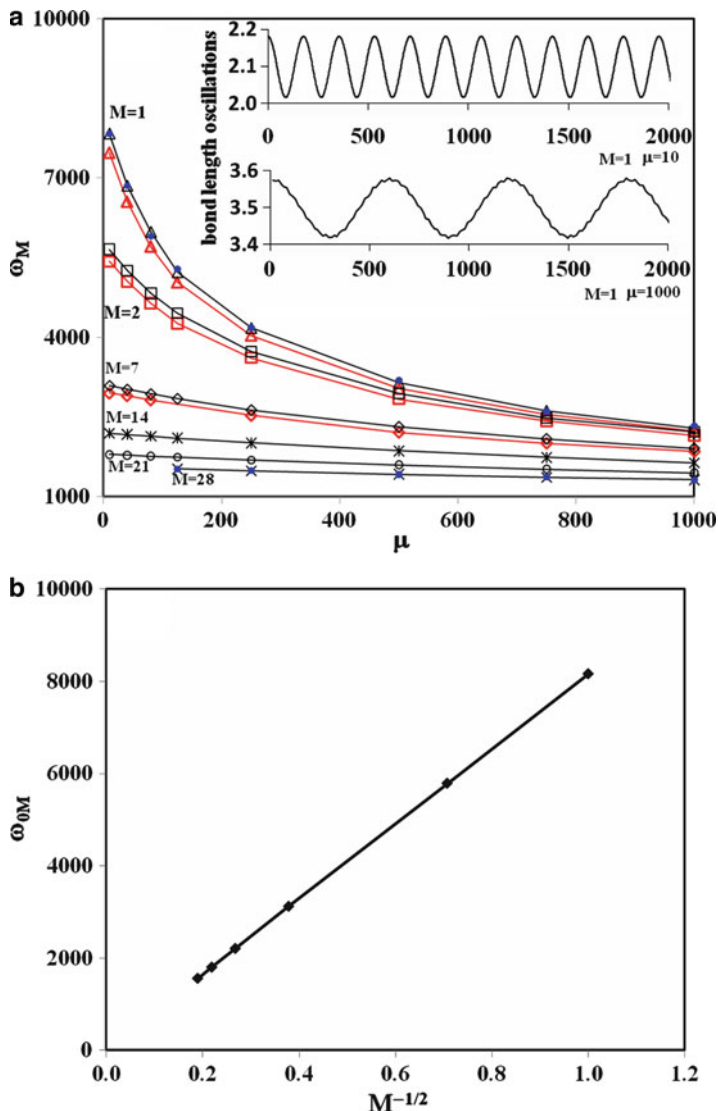 a
10000
7000
4000
1000
ω_M
M=1
M=2
M=7
M=14
M=21
M=28
0 200 400 600 800 1000
μ
bond length oscillations
2.2
2.1
2.0
0 500 1000 1500 2000
M=1 μ=10
3.6
3.5
3.4
0 500 1000 1500 2000
M=1 μ=1000
b
10000
8000
6000
4000
2000
0
ω_0M
0.0 0.2 0.4 0.6 0.8 1.0 1.2
M^−1/2